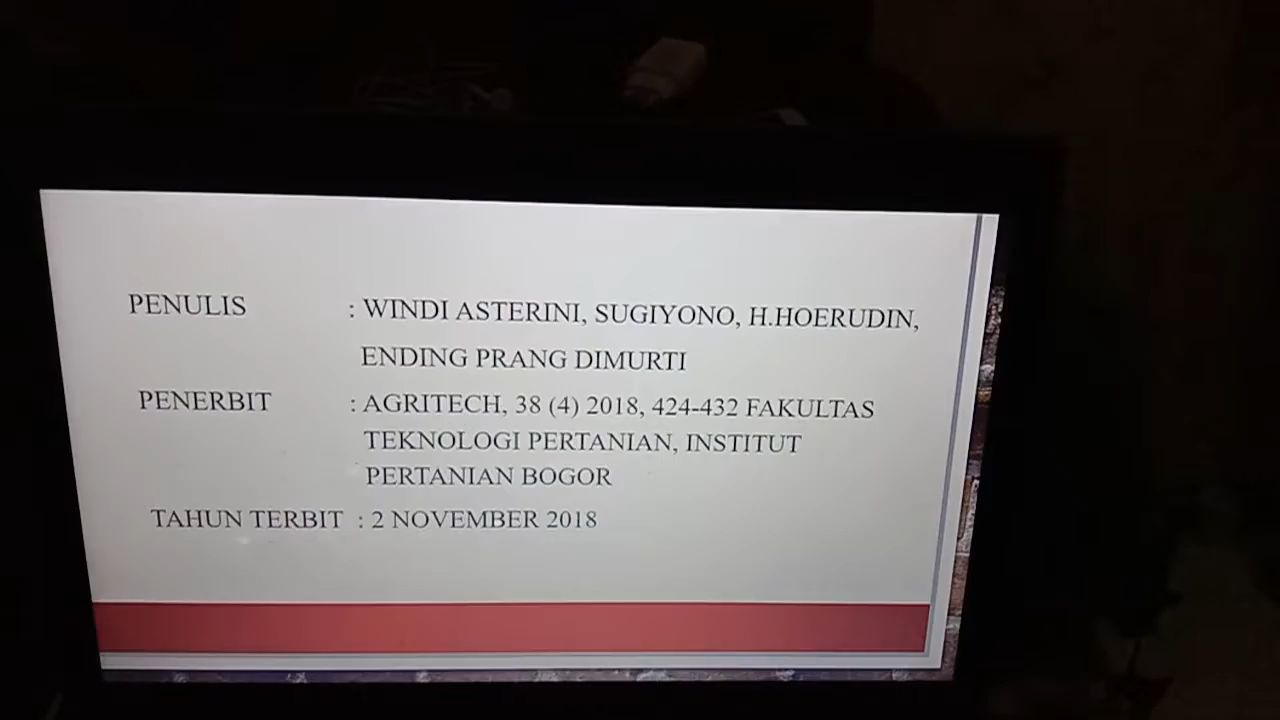 PENULIS : WINDI ASTERINI, SUGIYONO, H.HOERUDIN,
ENDING PRANG DIMURTI
PENERBIT : AGRITECH, 38 (4) 2018, 424-432 FAKULTAS
TEKNOLOGI PERTANIAN, INSTITUT
PERTANIAN BOGOR
TAHUN TERBIT : 2 NOVEMBER 2018